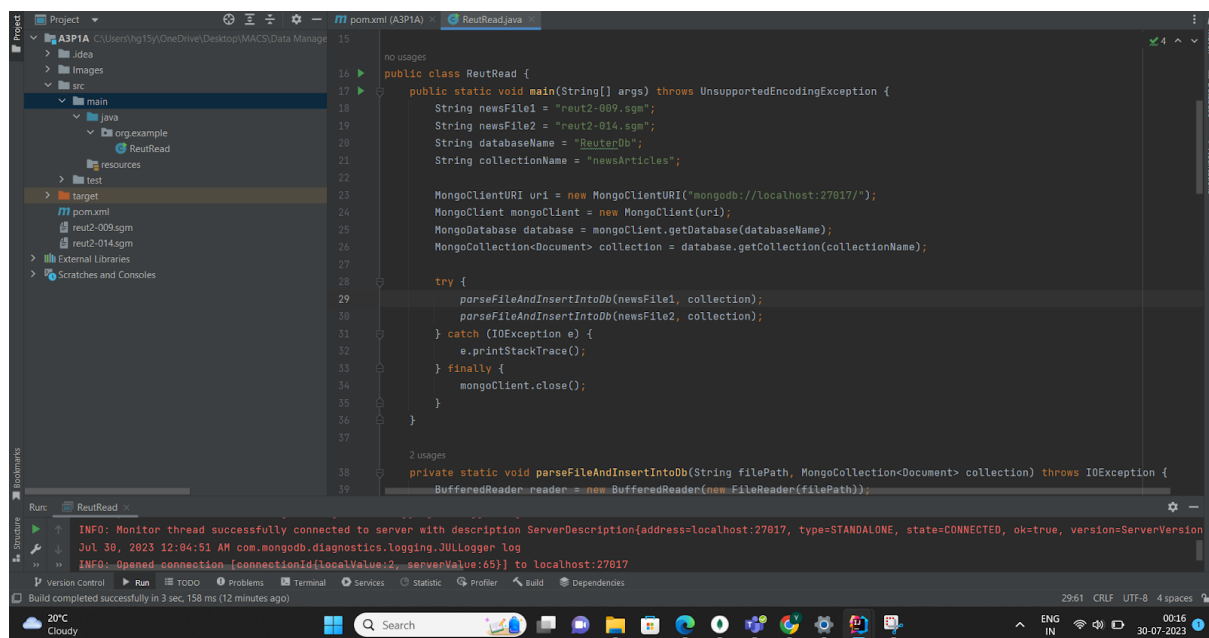 Project
pom.xml (A3P1A)
ReutRead.java
Project
A3P1A C:\Users\hg15y\OneDrive\Desktop\MACS\Data Manage
.idea
Images
src
main
java
org.example
ReutRead
resources
test
target
pom.xml
reut2-009.sgm
reut2-014.sgm
External Libraries
Scratches and Consoles
4
15
no usages
16 public class ReutRead {
17 public static void main(String[] args) throws UnsupportedEncodingException {
18 String newsFile1 = "reut2-009.sgm";
19 String newsFile2 = "reut2-014.sgm";
20 String databaseName = "ReuterDb";
21 String collectionName = "newsArticles";
22
23 MongoClientURI uri = new MongoClientURI("mongodb://localhost:27017/");
24 MongoClient mongoClient = new MongoClient(uri);
25 MongoDatabase database = mongoClient.getDatabase(databaseName);
26 MongoCollection<Document> collection = database.getCollection(collectionName);
27
28 try {
29 parseFileAndInsertIntoDb(newsFile1, collection);
30 parseFileAndInsertIntoDb(newsFile2, collection);
31 } catch (IOException e) {
32 e.printStackTrace();
33 } finally {
34 mongoClient.close();
35 }
36 }
37
2 usages
38 private static void parseFileAndInsertIntoDb(String filePath, MongoCollection<Document> collection) throws IOException {
39 BufferedReader reader = new BufferedReader(new FileReader(filePath));
Bookmarks
Structure
Run: ReutRead
INFO: Monitor thread successfully connected to server with description ServerDescription{address=localhost:27017, type=STANDALONE, state=CONNECTED, ok=true, version=ServerVersion
Jul 30, 2023 12:04:51 AM com.mongodb.diagnostics.logging.JULLogger log
INFO: Opened connection [connectionId{localValue:2, serverValue:65}] to localhost:27017
Version Control Run TODO Problems Terminal Services Statistic Profiler Build Dependencies
Build completed successfully in 3 sec, 158 ms (12 minutes ago)
29:61 CRLF UTF-8 4 spaces
20°C
Cloudy
Search
ENG
IN
00:16
30-07-2023
1